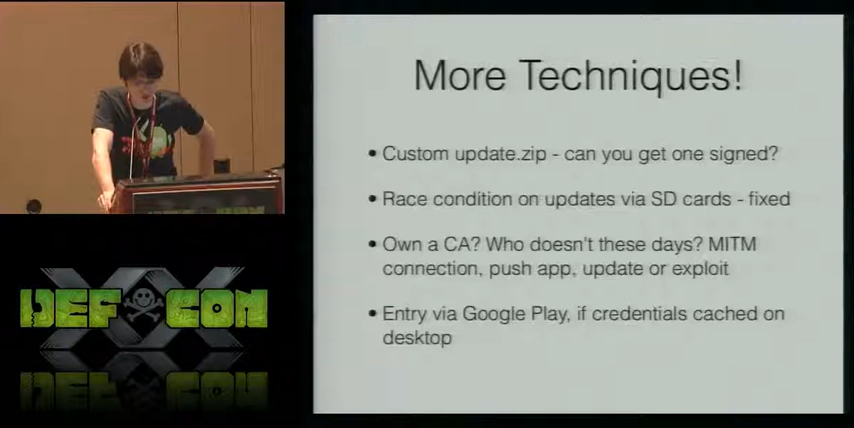 More Techniques!
• Custom update.zip - can you get one signed?
• Race condition on updates via SD cards - fixed
• Own a CA? Who doesn't these days? MITM
connection, push app, update or exploit
• Entry via Google Play, if credentials cached on
desktop
DEFCON
XX